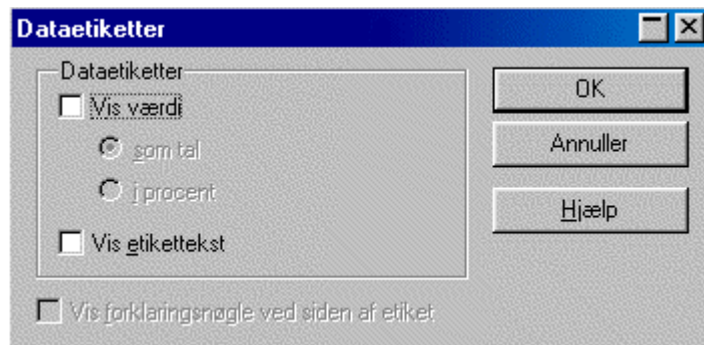 Dataetiketter
Dataetiketter
Vis værdi
som tal
i procent
Vis etikettekst
Vis forklaringsnøgle ved siden af etiket
OK
Annuller
Hjælp